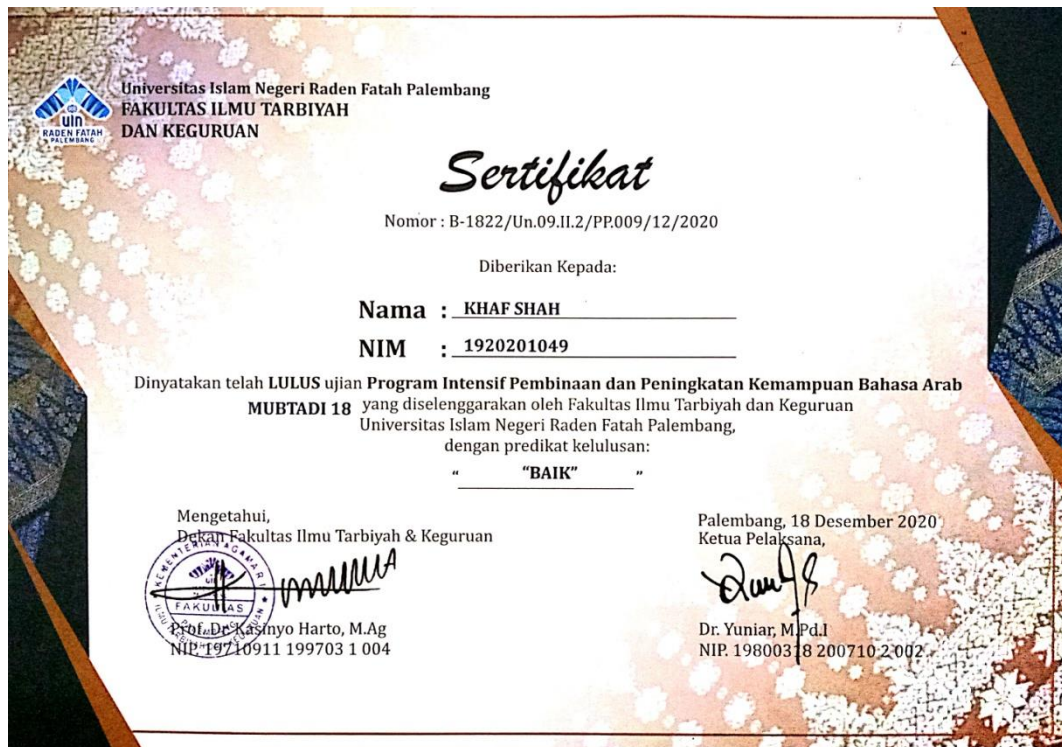 Universitas Islam Negeri Raden Fatah Palembang
FAKULTAS ILMU TARBIYAH
DAN KEGURUAN
uin
RADEN FATAH
PALEMBANG
Sertifikat
Nomor : B-1822/Un.09.II.2/PP.009/12/2020
Diberikan Kepada:
Nama : KHAF SHAH
NIM : 1920201049
Dinyatakan telah LULUS ujian Program Intensif Pembinaan dan Peningkatan Kemampuan Bahasa Arab
MUBTADI 18 yang diselenggarakan oleh Fakultas Ilmu Tarbiyah dan Keguruan
Universitas Islam Negeri Raden Fatah Palembang,
dengan predikat kelulusan:
“ “BAIK” ”
Mengetahui,
Dekan Fakultas Ilmu Tarbiyah & Keguruan
KEMENTERIAN AGAMA RI
FAKULTAS
Prof. Dr. Kasinyo Harto, M.Ag
NIP. 19710911 199703 1 004
Palembang, 18 Desember 2020
Ketua Pelaksana,
Dr. Yuniar, M.Pd.I
NIP. 19800318 200710 2 002